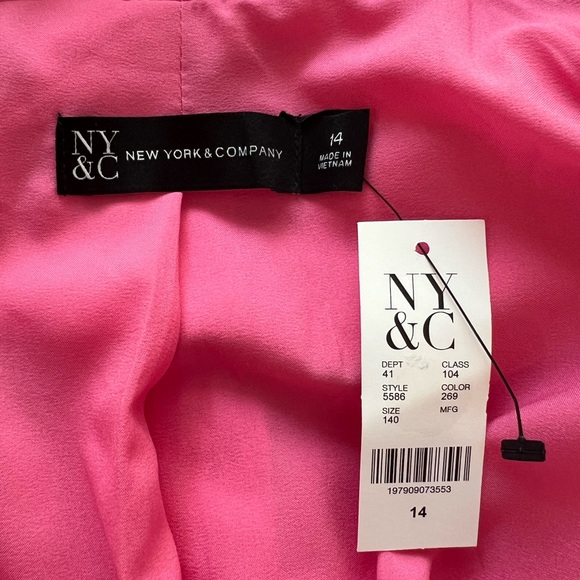 NY
&C
NEW YORK & COMPANY
14
MADE IN
VIETNAM
NY
&C
DEPT CLASS
41 104
STYLE COLOR
5586 269
SIZE MFG
140
197909073553
14